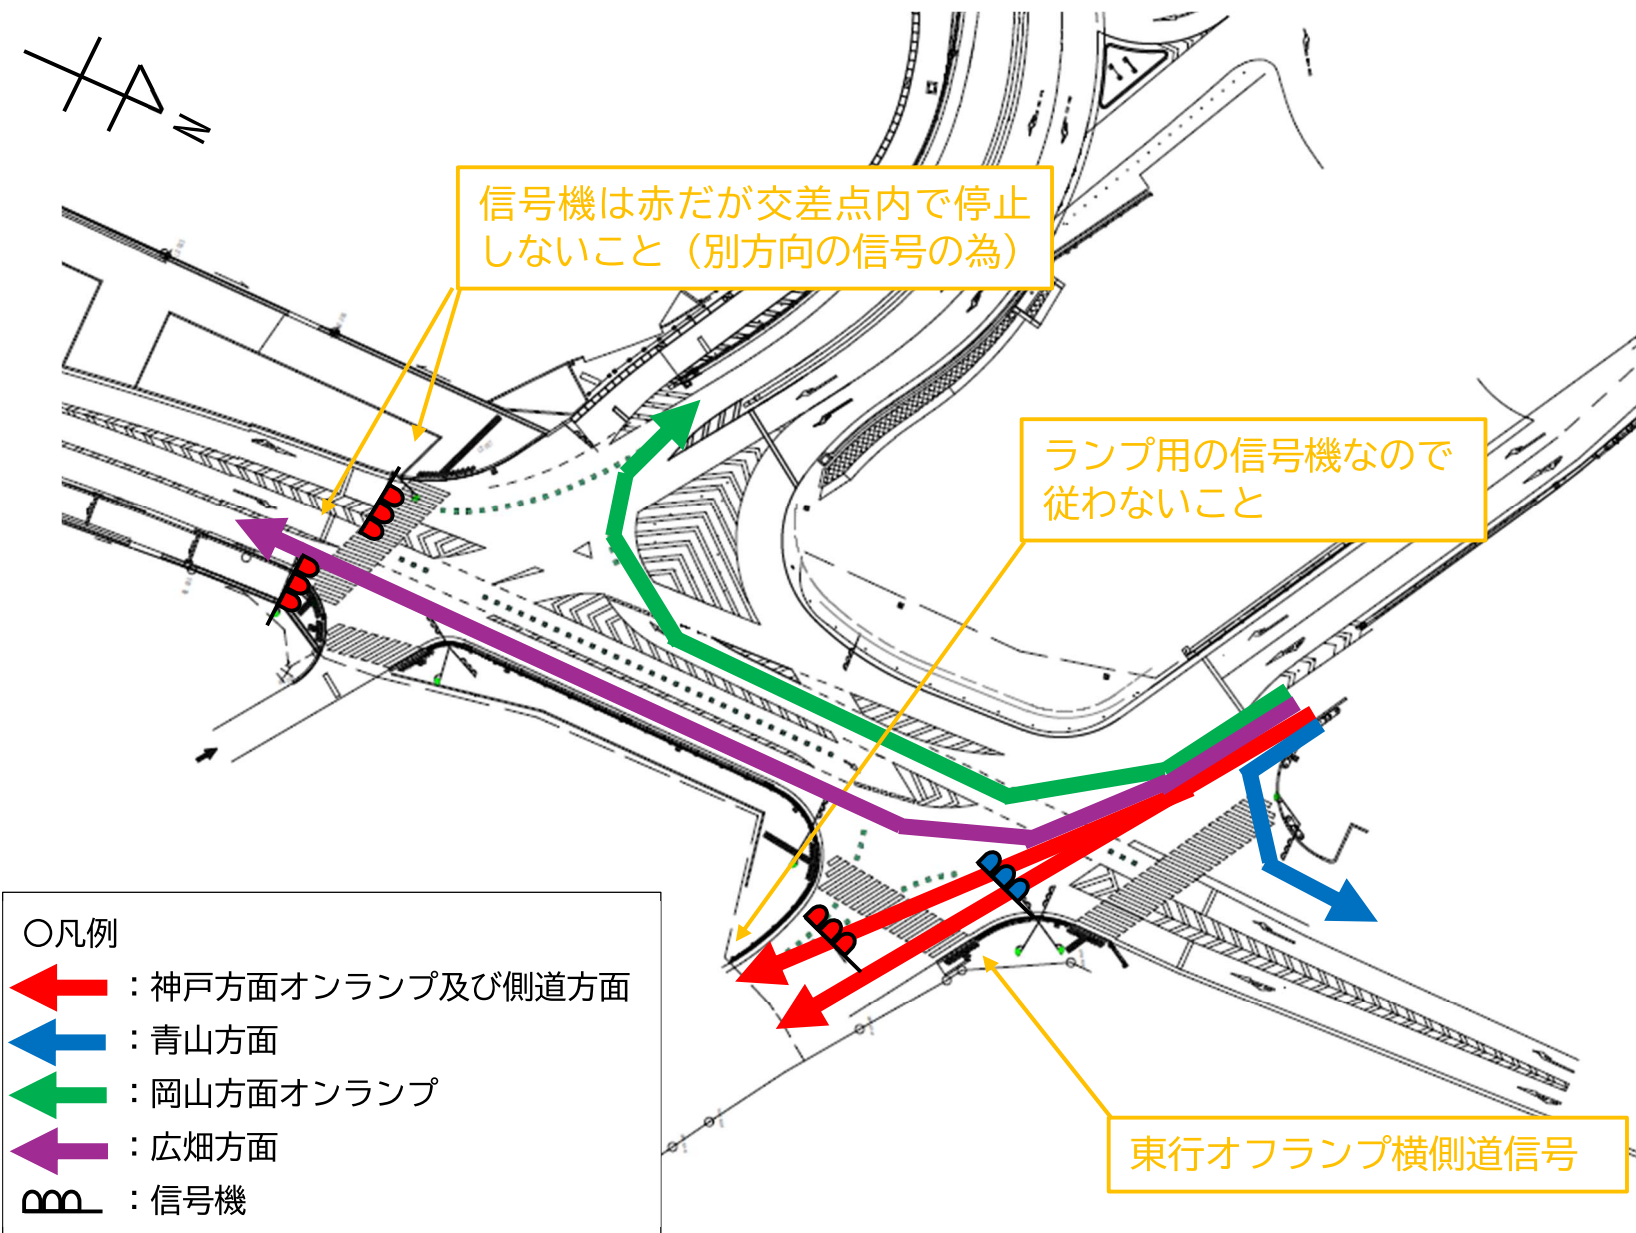 N
信号機は赤だが交差点内で停止
しないこと（別方向の信号の為）
ランプ用の信号機なので
従わないこと
東行オフランプ横側道信号
○凡例
：神戸方面オンランプ及び側道方面
：青山方面
：岡山方面オンランプ
：広畑方面
：信号機